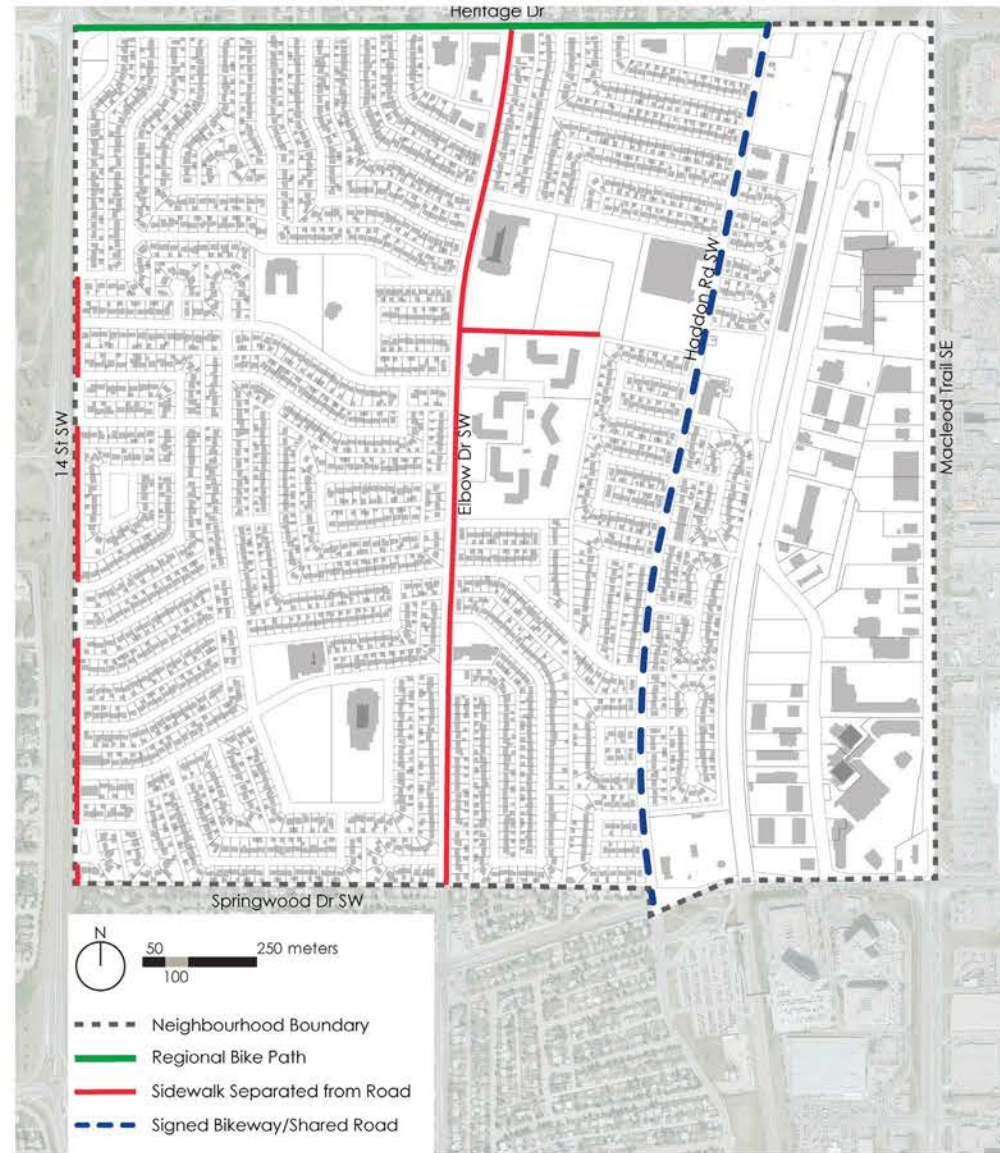 Heritage Dr
Haddon Rd SW
14 St SW
Elbow Dr SW
Macleod Trail SE
Springwood Dr SW
N
50
250 meters
100
Neighbourhood Boundary
Regional Bike Path
Sidewalk Separated from Road
Signed Bikeway/Shared Road